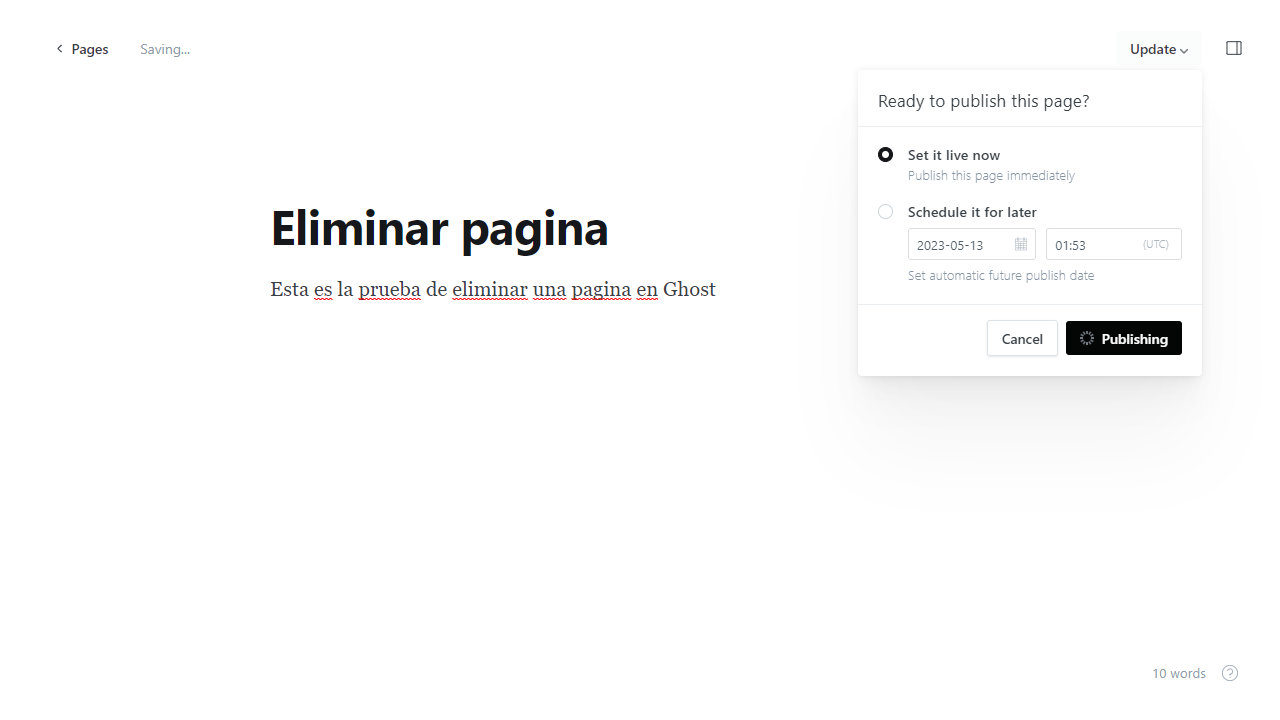 Pages
Saving...
Update
Ready to publish this page?
Set it live now
Publish this page immediately
Schedule it for later
2023-05-13
01:53
(UTC)
Set automatic future publish date
Cancel
Publishing
Eliminar pagina
Esta es la prueba de eliminar una pagina en Ghost
10 words
?